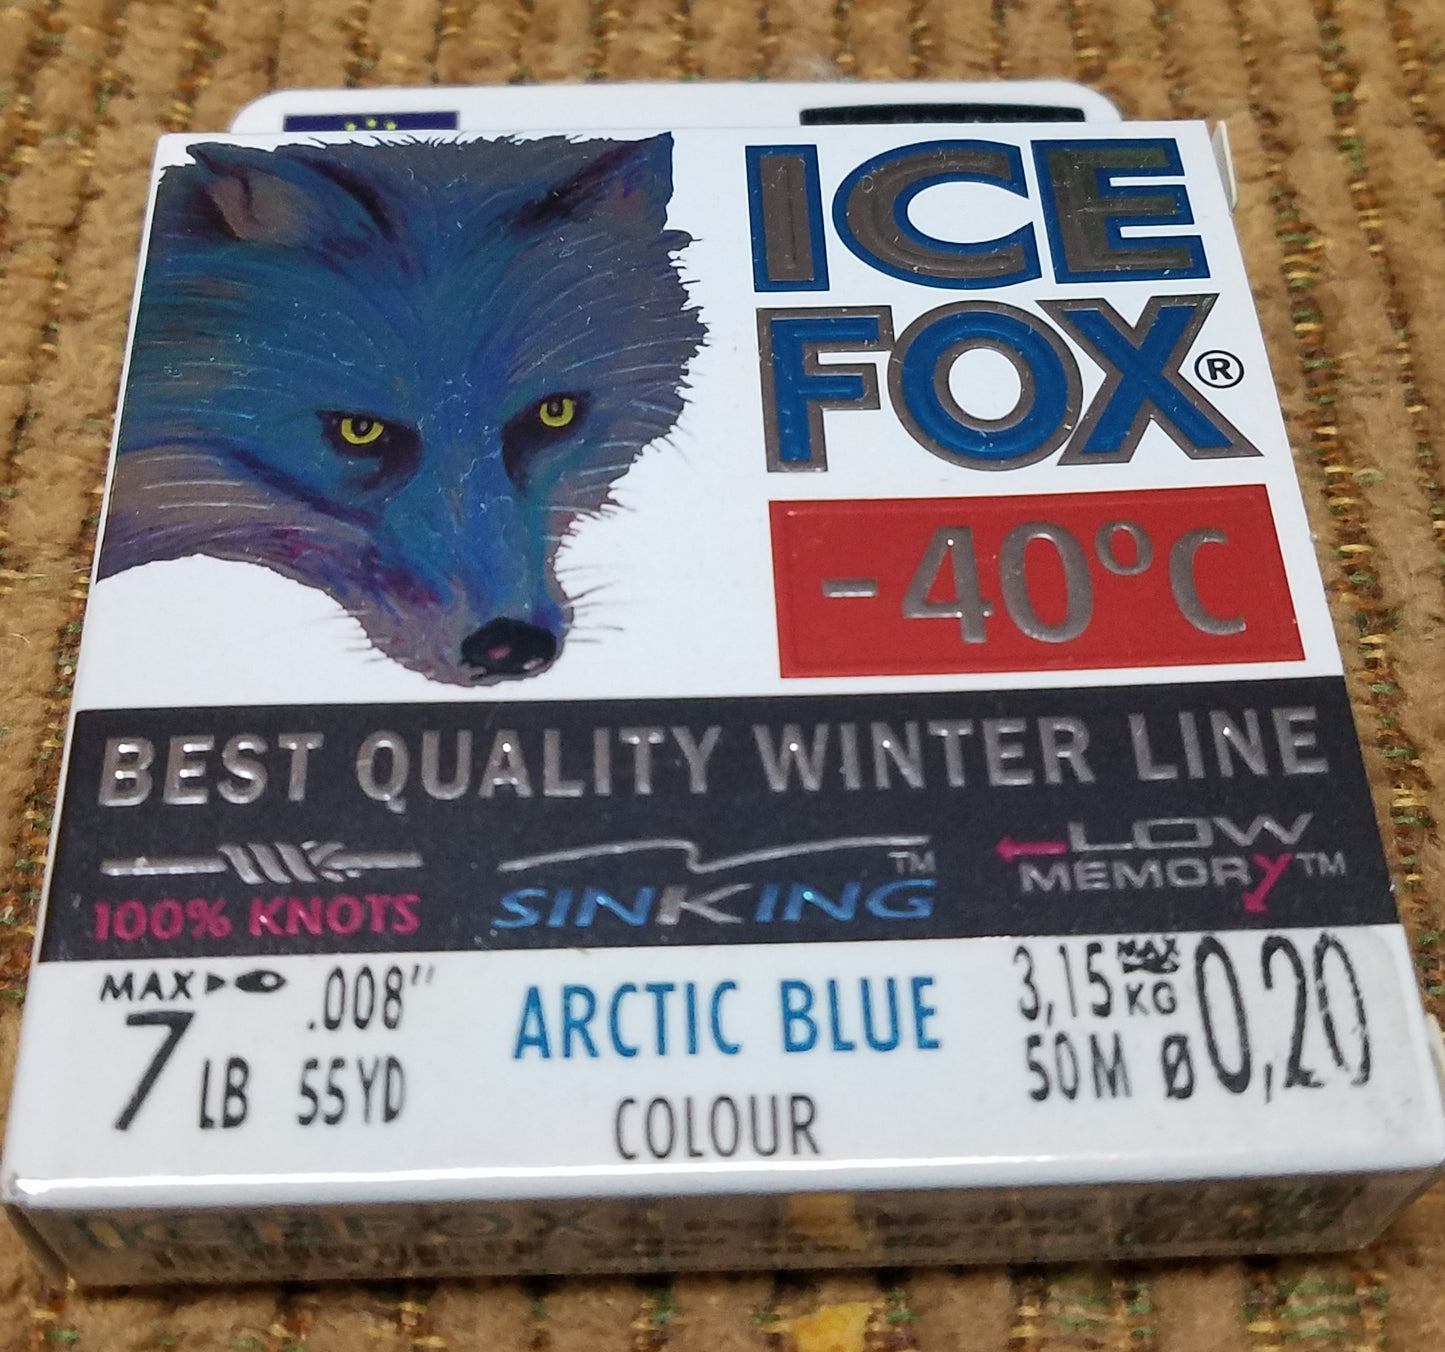 ICE
FOX®
-40°C
BEST QUALITY WINTER LINE
100% KNOTS
SINKING™
LOW
MEMORY™
MAX
7 LB
.008"
55YD
ARCTIC BLUE
COLOUR
3,15 MAX KG
50M
Ø0,20